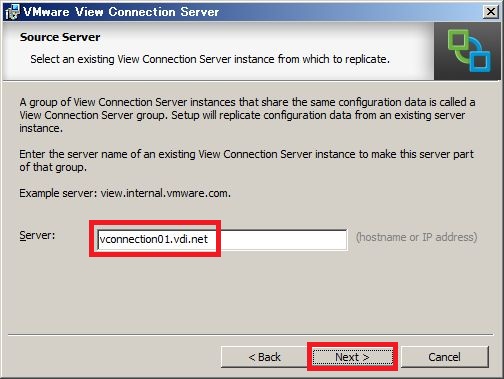 VMware View Connection Server
Source Server
Select an existing View Connection Server instance from which to replicate.
A group of View Connection Server instances that share the same configuration data is called a
View Connection Server group. Setup will replicate configuration data from an existing server
instance.
Enter the server name of an existing View Connection Server instance to make this server part
of that group.
Example server: view.internal.vmware.com.
Server: vconnection01.vdi.net (hostname or IP address)
< Back Next > Cancel